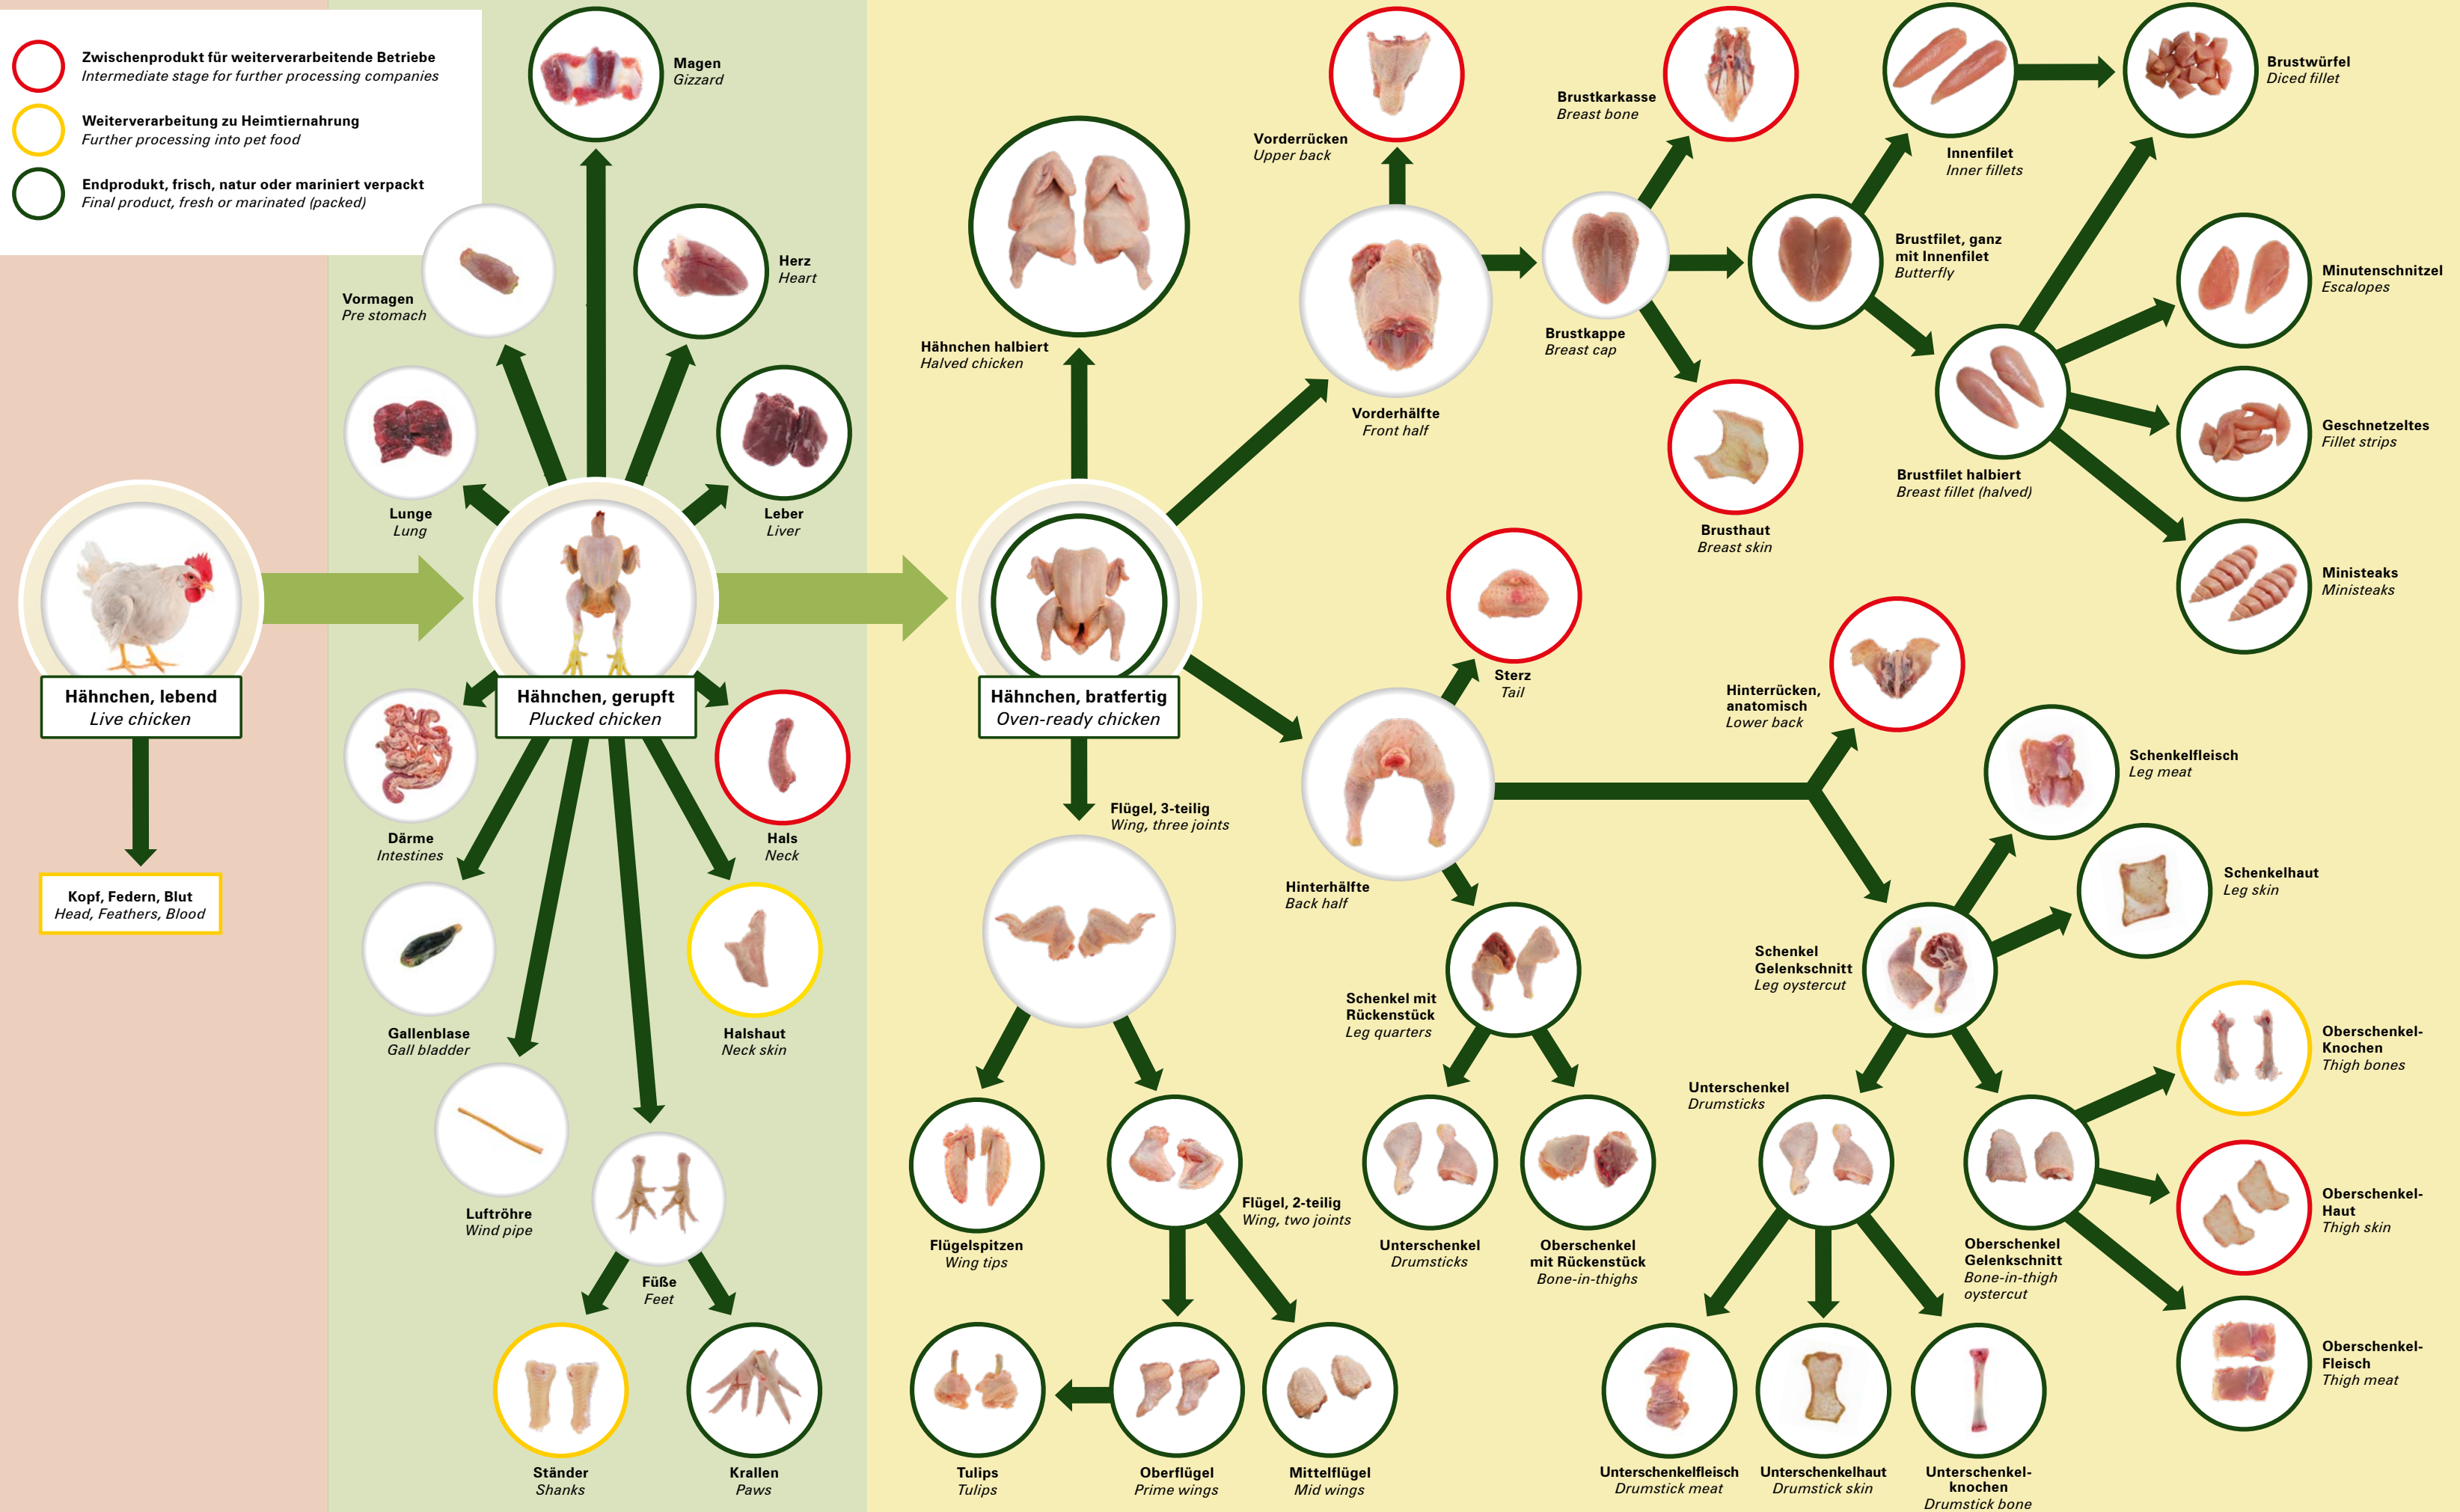 Zwischenprodukt für weiterverarbeitende Betriebe
Intermediate stage for further processing companies
Weiterverarbeitung zu Heimtiernahrung
Further processing into pet food
Endprodukt, frisch, natur oder mariniert verpackt
Final product, fresh or marinated (packed)
Hähnchen, lebend
Live chicken
Kopf, Federn, Blut
Head, Feathers, Blood
Magen
Gizzard
Vormagen
Pre stomach
Herz
Heart
Lunge
Lung
Leber
Liver
Hähnchen, gerupft
Plucked chicken
Därme
Intestines
Hals
Neck
Gallenblase
Gall bladder
Halshaut
Neck skin
Luftröhre
Wind pipe
Füße
Feet
Ständer
Shanks
Krallen
Paws
Hähnchen halbiert
Halved chicken
Hähnchen, bratfertig
Oven-ready chicken
Flügel, 3-teilig
Wing, three joints
Flügelspitzen
Wing tips
Flügel, 2-teilig
Wing, two joints
Tulips
Tulips
Oberflügel
Prime wings
Mittelflügel
Mid wings
Vorderrücken
Upper back
Vorderhälfte
Front half
Brustkarkasse
Breast bone
Brustkappe
Breast cap
Brusthaut
Breast skin
Brustfilet, ganz
mit Innenfilet
Butterfly
Innenfilet
Inner fillets
Brustwürfel
Diced fillet
Brustfilet halbiert
Breast fillet (halved)
Minutenschnitzel
Escalopes
Geschnetzeltes
Fillet strips
Ministeaks
Ministeaks
Sterz
Tail
Hinterhälfte
Back half
Hinterrücken,
anatomisch
Lower back
Schenkel mit
Rückenstück
Leg quarters
Unterschenkel
Drumsticks
Oberschenkel
mit Rückenstück
Bone-in-thighs
Schenkel
Gelenkschnitt
Leg oystercut
Schenkelfleisch
Leg meat
Schenkelhaut
Leg skin
Unterschenkel
Drumsticks
Unterschenkelfleisch
Drumstick meat
Unterschenkelhaut
Drumstick skin
Unterschenkel-
knochen
Drumstick bone
Oberschenkel
Gelenkschnitt
Bone-in-thigh
oystercut
Oberschenkel-
Knochen
Thigh bones
Oberschenkel-
Haut
Thigh skin
Oberschenkel-
Fleisch
Thigh meat